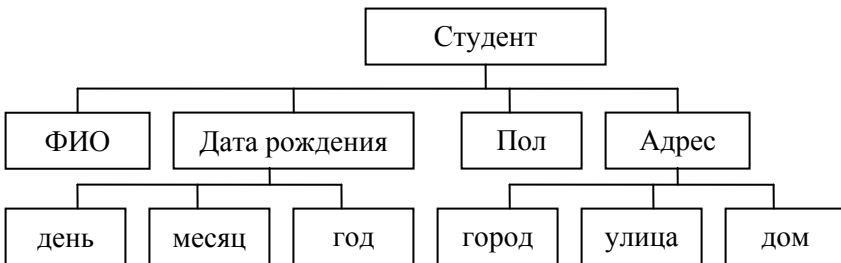 Студент
ФИО Дата рождения Пол Адрес
день месяц год город улица дом